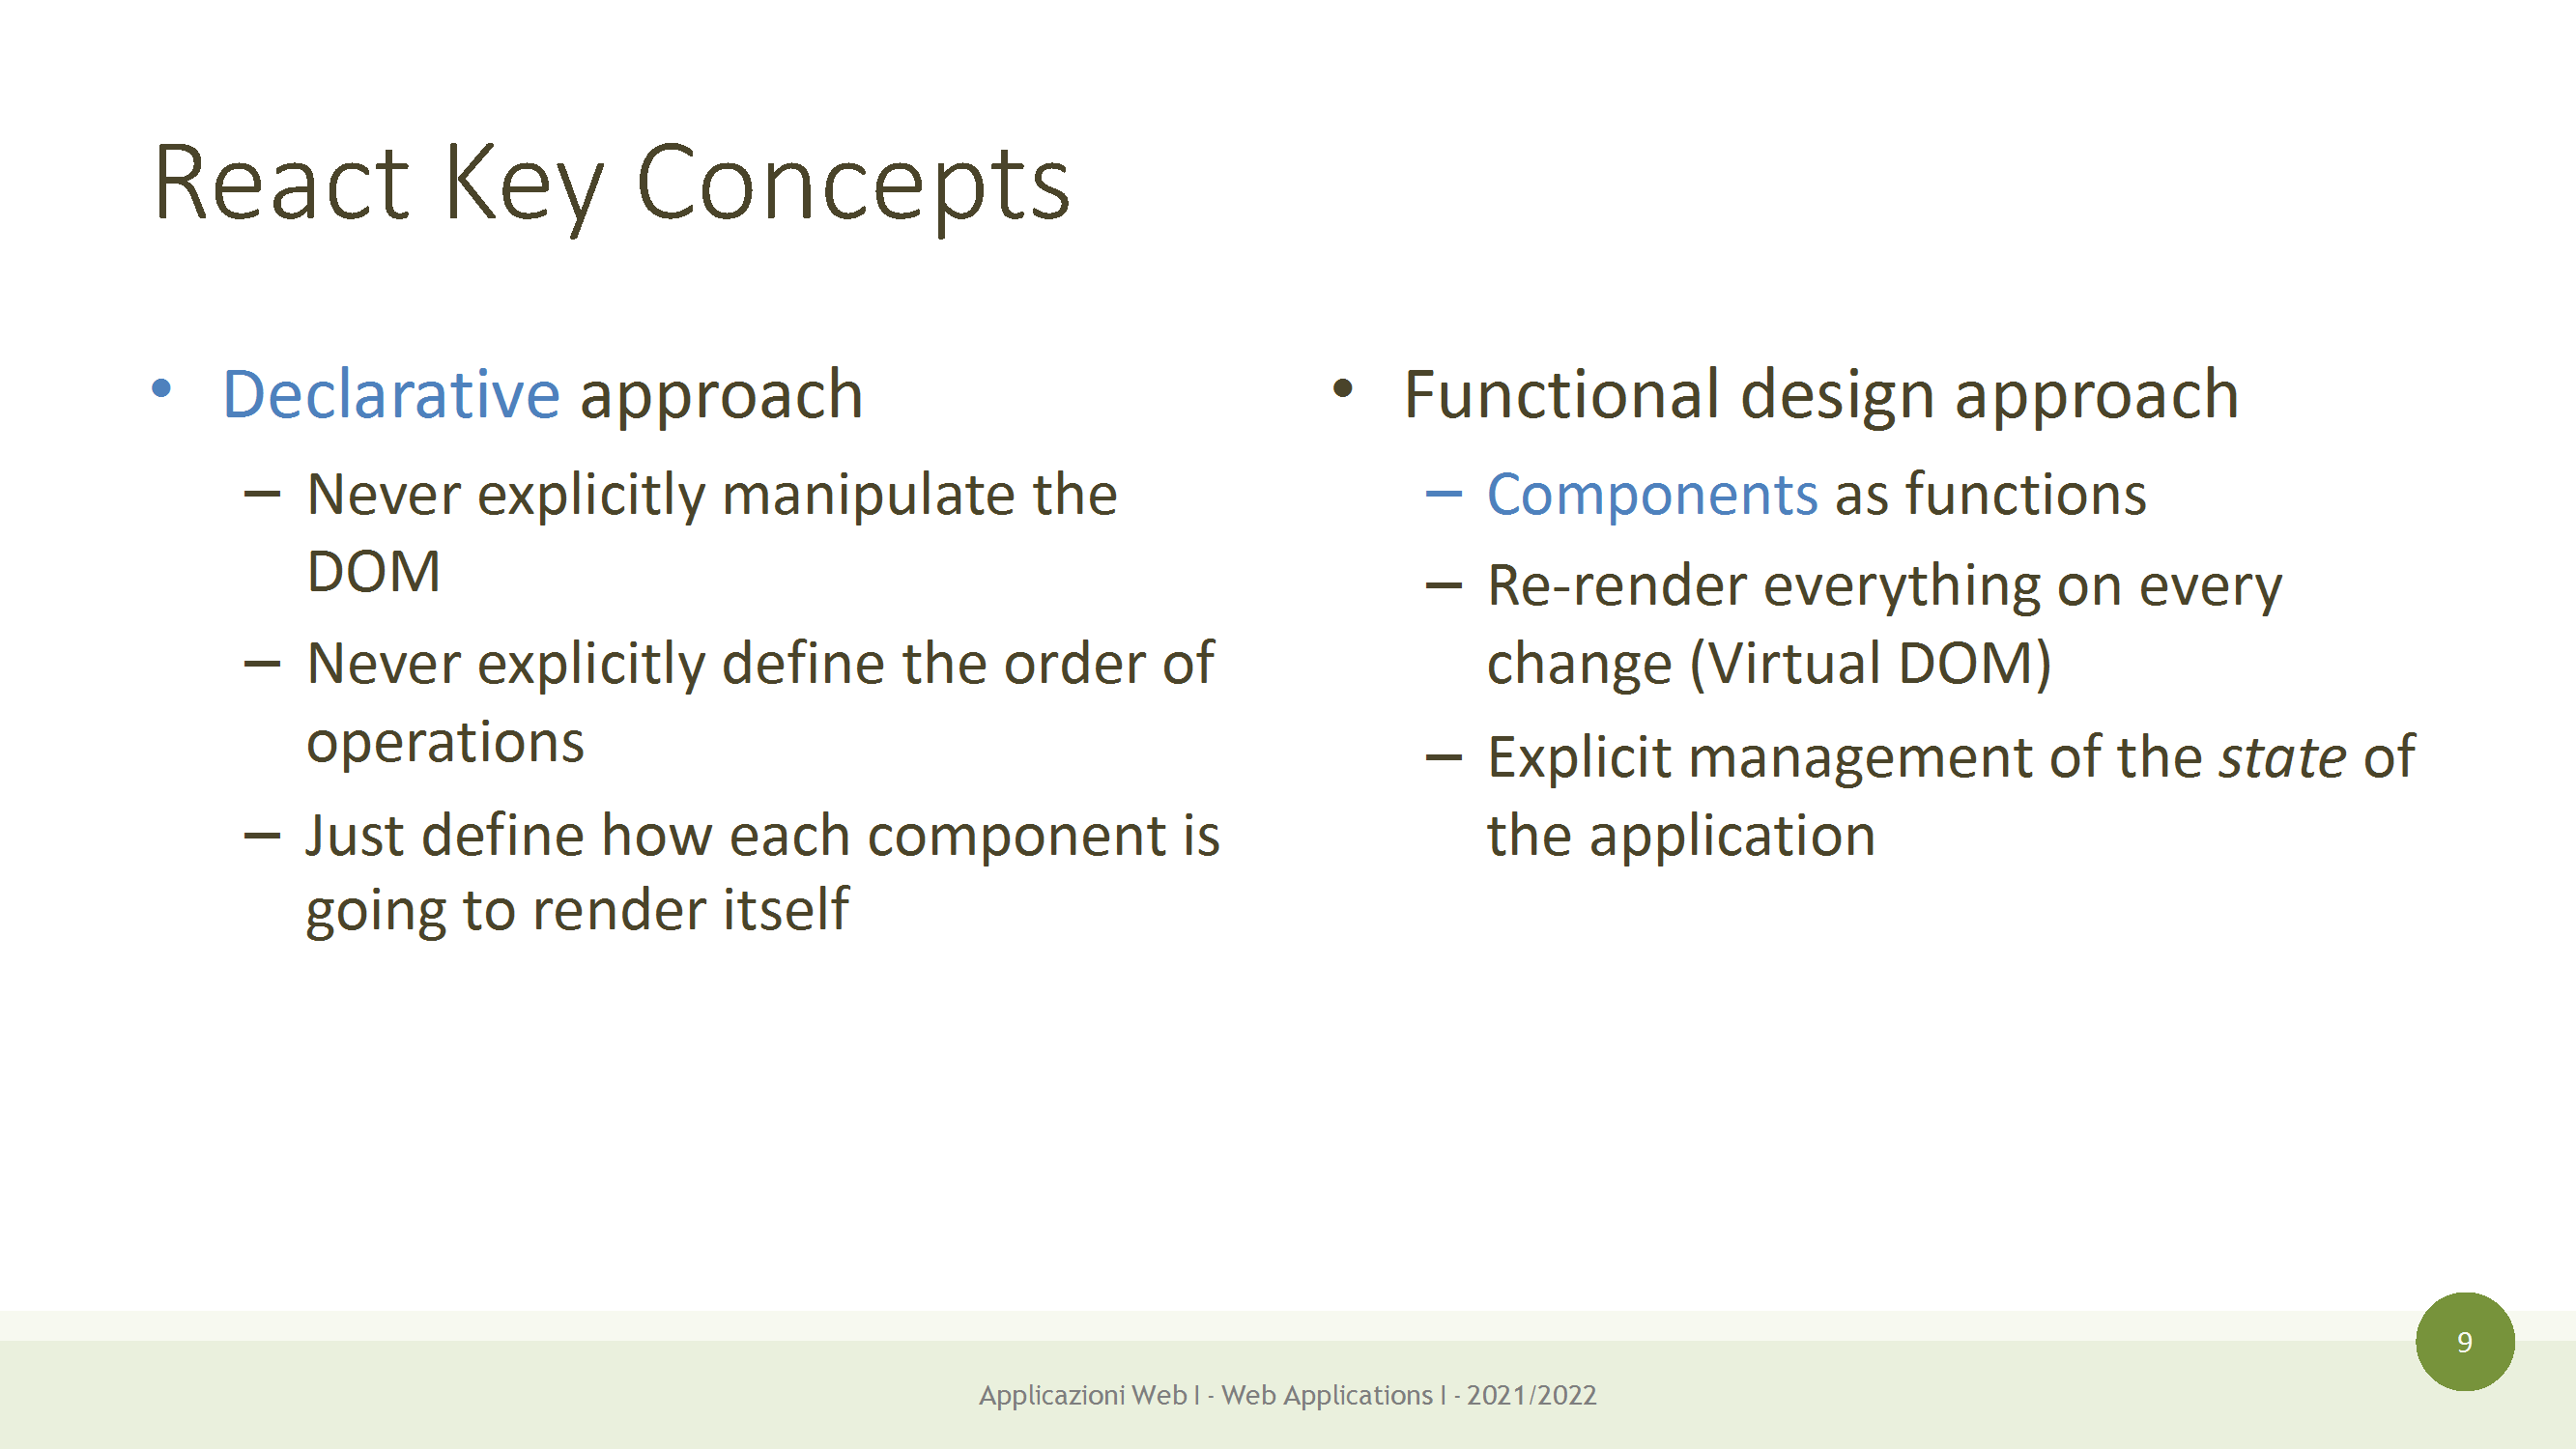 React Key Concepts
• Declarative approach
– Never explicitly manipulate the
DOM
– Never explicitly define the order of
operations
– Just define how each component is
going to render itself
• Functional design approach
– Components as functions
– Re-render everything on every
change (Virtual DOM)
– Explicit management of the state of
the application
9
Applicazioni Web I - Web Applications I - 2021/2022